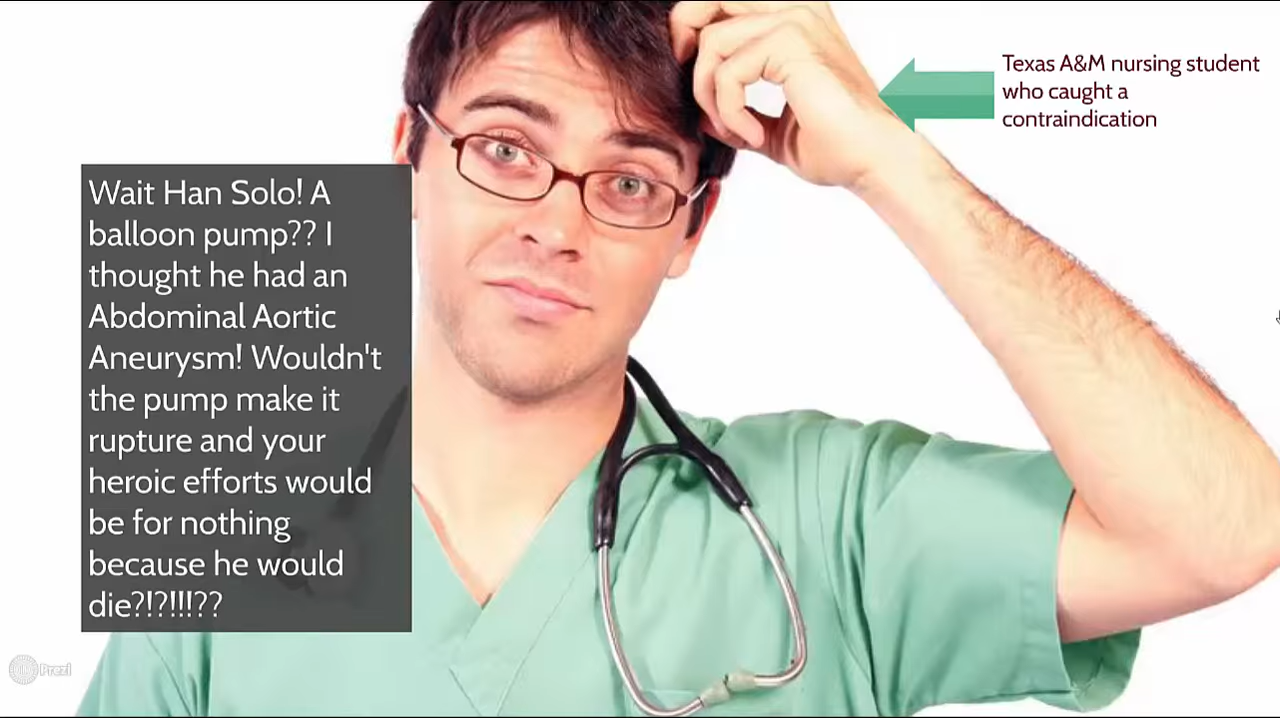 Texas A&M nursing student
who caught a
contraindication
Wait Han Solo! A
balloon pump?? I
thought he had an
Abdominal Aortic
Aneurysm! Wouldn't
the pump make it
rupture and your
heroic efforts would
be for nothing
because he would
die?!?!!!??
Prezi